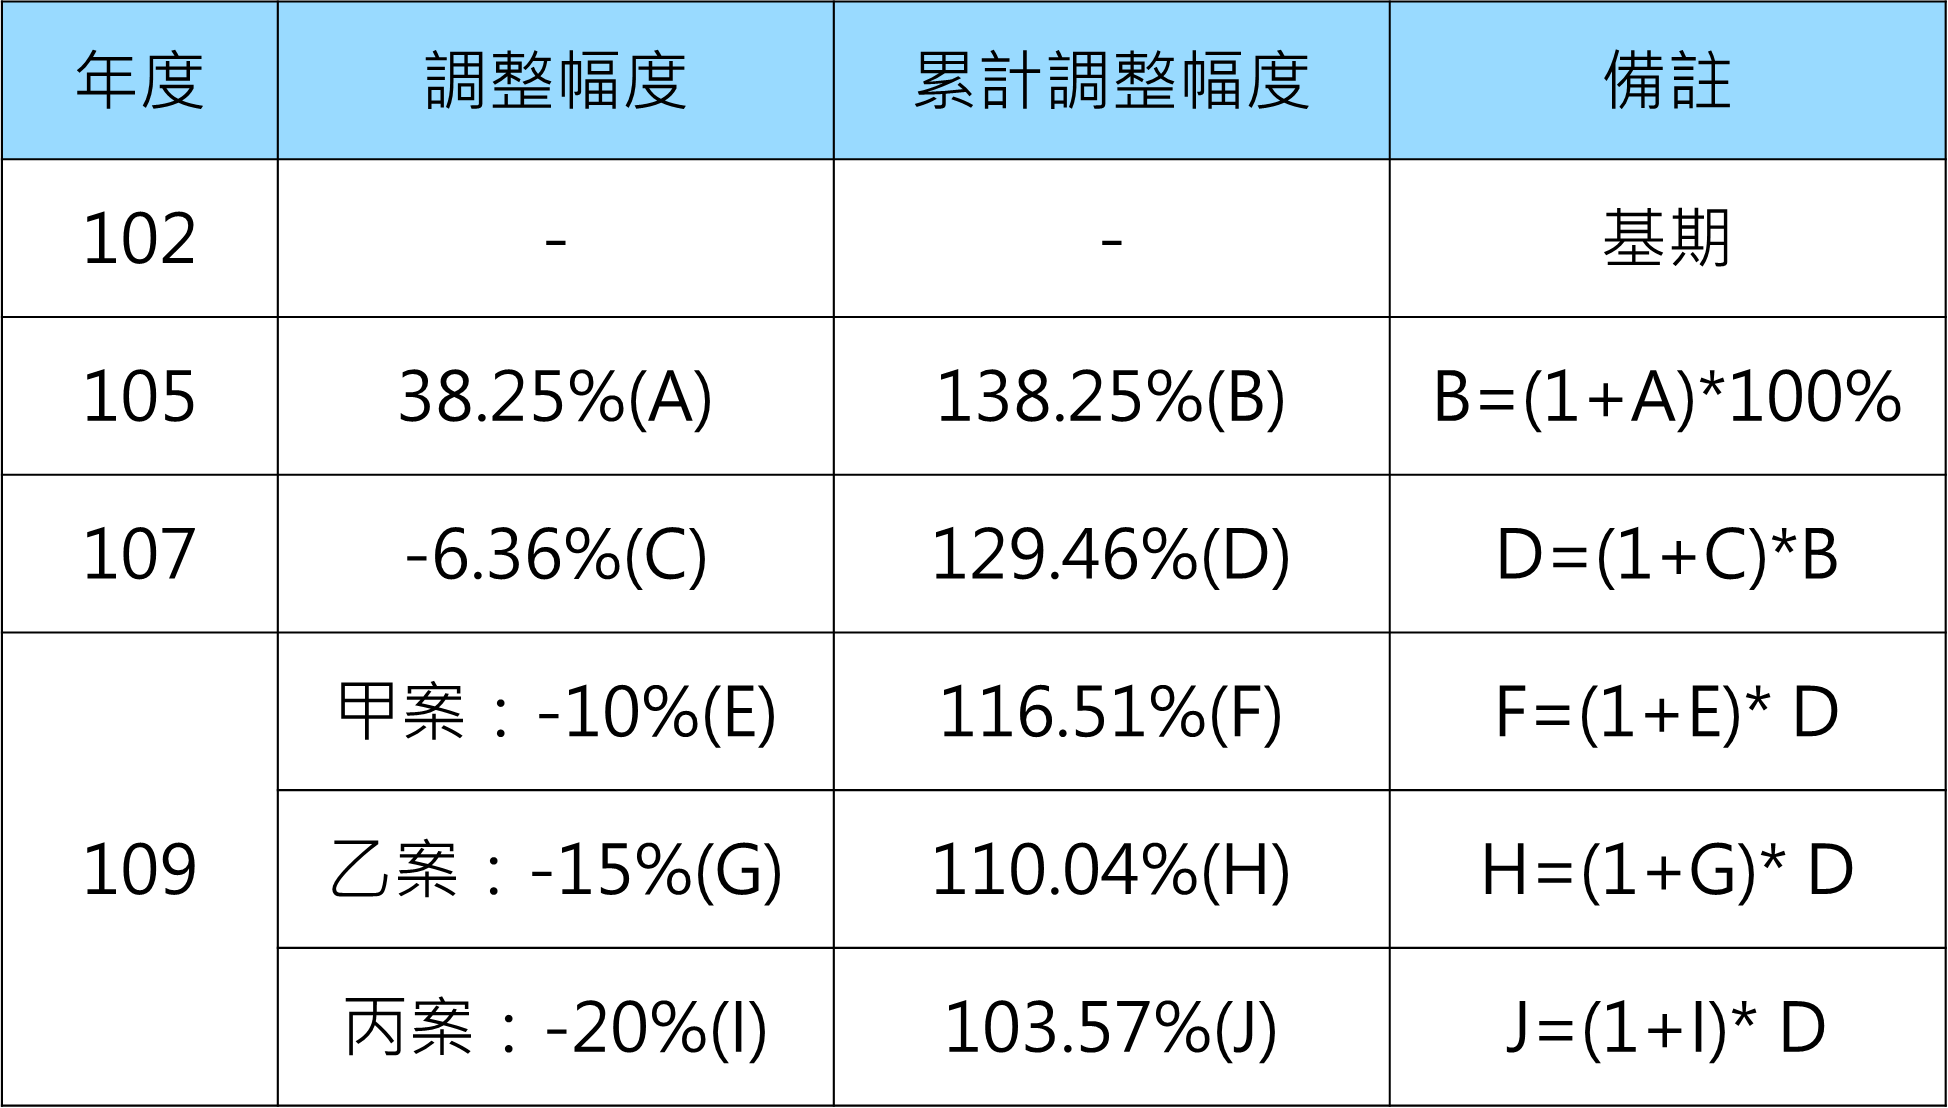 年度 調整幅度 累計調整幅度 備註
102 - - 基期
105 38.25%(A) 138.25%(B) B=(1+A)*100%
107 -6.36%(C) 129.46%(D) D=(1+C)*B
109 甲案：-10%(E) 116.51%(F) F=(1+E)* D
乙案：-15%(G) 110.04%(H) H=(1+G)* D
丙案：-20%(I) 103.57%(J) J=(1+I)* D